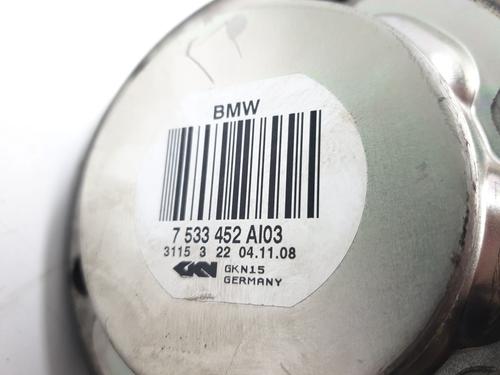 BMW
7 533 452 AI03
3115 3 22 04.11.08
GKN GKN15
GERMANY